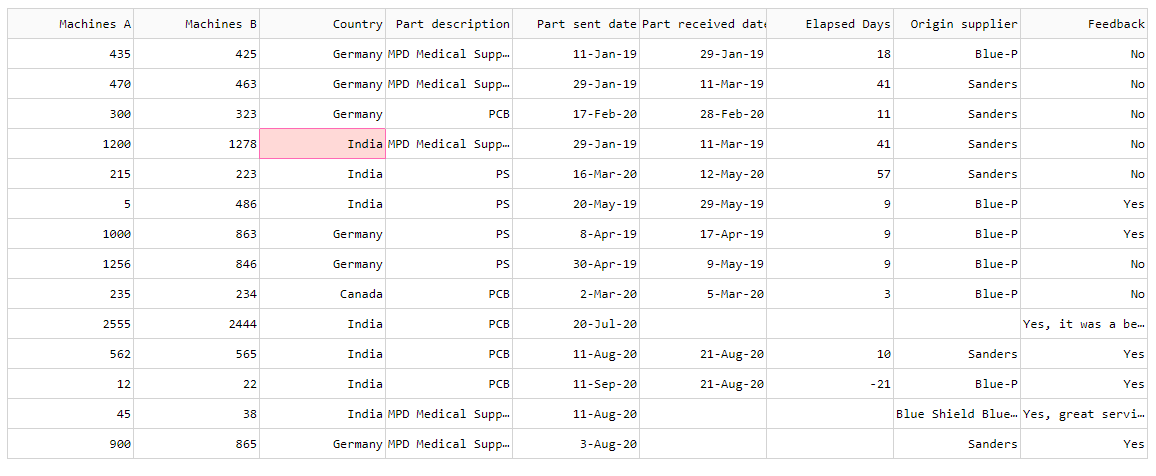 Machines A Machines B Country Part description Part sent date Part received date Elapsed Days Origin supplier Feedback
435 425 Germany MPD Medical Supp… 11-Jan-19 29-Jan-19 18 Blue-P No
470 463 Germany MPD Medical Supp… 29-Jan-19 11-Mar-19 41 Sanders No
300 323 Germany PCB 17-Feb-20 28-Feb-20 11 Sanders No
1200 1278 India MPD Medical Supp… 29-Jan-19 11-Mar-19 41 Sanders No
215 223 India PS 16-Mar-20 12-May-20 57 Sanders No
5 486 India PS 20-May-19 29-May-19 9 Blue-P Yes
1000 863 Germany PS 8-Apr-19 17-Apr-19 9 Blue-P Yes
1256 846 Germany PS 30-Apr-19 9-May-19 9 Blue-P No
235 234 Canada PCB 2-Mar-20 5-Mar-20 3 Blue-P No
2555 2444 India PCB 20-Jul-20 Yes, it was a be…
562 565 India PCB 11-Aug-20 21-Aug-20 10 Sanders Yes
12 22 India PCB 11-Sep-20 21-Aug-20 -21 Blue-P Yes
45 38 India MPD Medical Supp… 11-Aug-20 Blue Shield Blue… Yes, great servi…
900 865 Germany MPD Medical Supp… 3-Aug-20 Sanders Yes